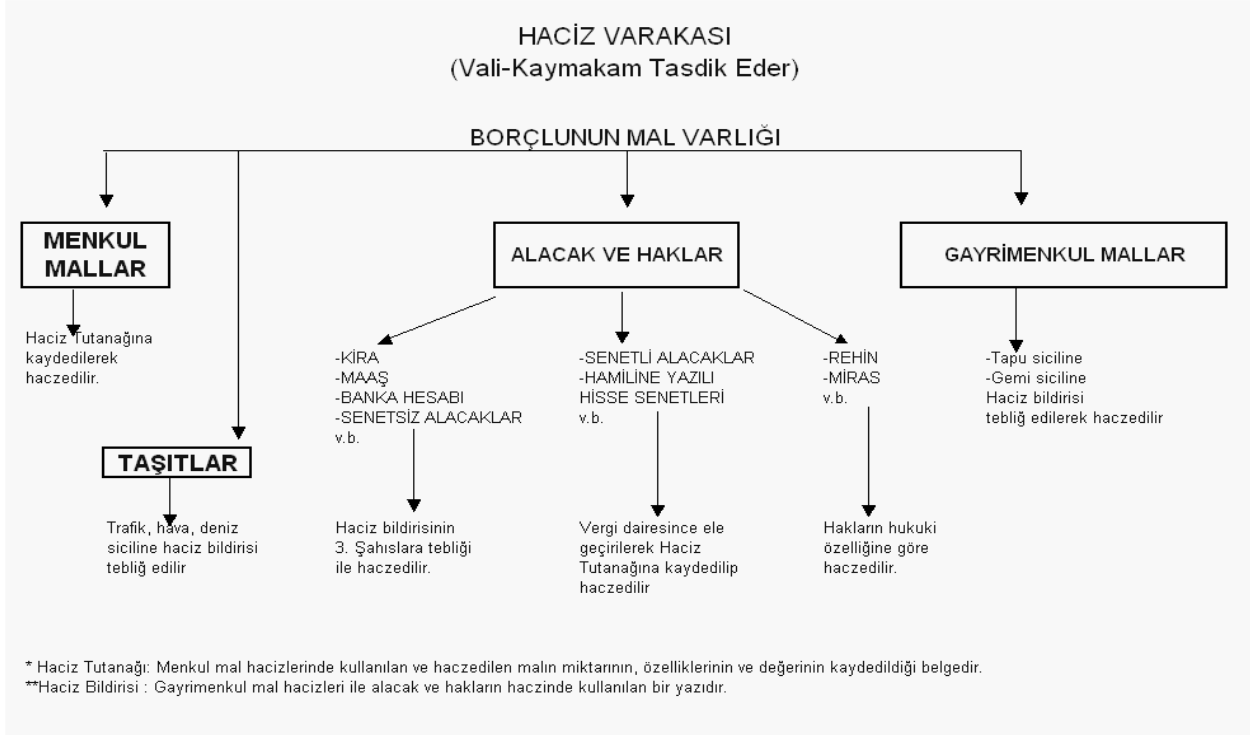 HACİZ VARAKASI
(Vali-Kaymakam Tasdik Eder)
BORÇLUNUN MAL VARLIĞI
MENKUL
MALLAR
ALACAK VE HAKLAR
GAYRİMENKUL MALLAR
Haciz Tutanağına
kaydedilerek
haczedilir.
-KİRA
-MAAŞ
-BANKA HESABI
-SENETSİZ ALACAKLAR
v.b.
-SENETLİ ALACAKLAR
-HAMİLİNE YAZILI
HİSSE SENETLERİ
v.b.
-REHİN
-MİRAS
v.b.
-Tapu siciline
-Gemi siciline
Haciz bildirisi
tebliğ edilerek haczedilir
TAŞITLAR
Trafik, hava, deniz
siciline haciz bildirisi
tebliğ edilir
Haciz bildirisinin
3. Şahıslara tebliği
ile haczedilir.
Vergi dairesince ele
geçirilerek Haciz
Tutanağına kaydedilip
haczedilir
Hakların hukuki
özelliğine göre
haczedilir.
* Haciz Tutanağı: Menkul mal hacizlerinde kullanılan ve haczedilen malın miktarının, özelliklerinin ve değerinin kaydedildiği belgedir.
**Haciz Bildirisi : Gayrimenkul mal hacizleri ile alacak ve hakların haczinde kullanılan bir yazıdır.